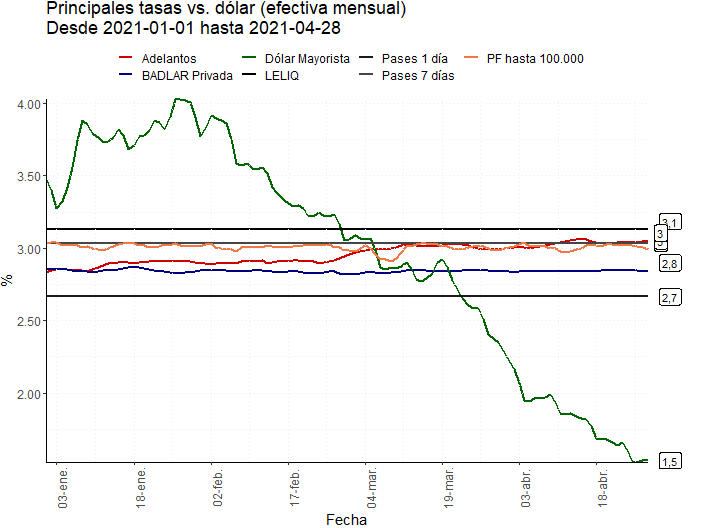 Principales tasas vs. dólar (efectiva mensual)
Desde 2021-01-01 hasta 2021-04-28
Adelantos Dólar Mayorista Pases 1 día PF hasta 100.000
BADLAR Privada LELIQ Pases 7 días
4.00
3.50
3.00
2.50
2.00
%
3,1
3
3
2,8
2,7
1,5
03-ene. 18-ene. 02-feb. 17-feb. 04-mar. 19-mar. 03-abr. 18-abr.
Fecha